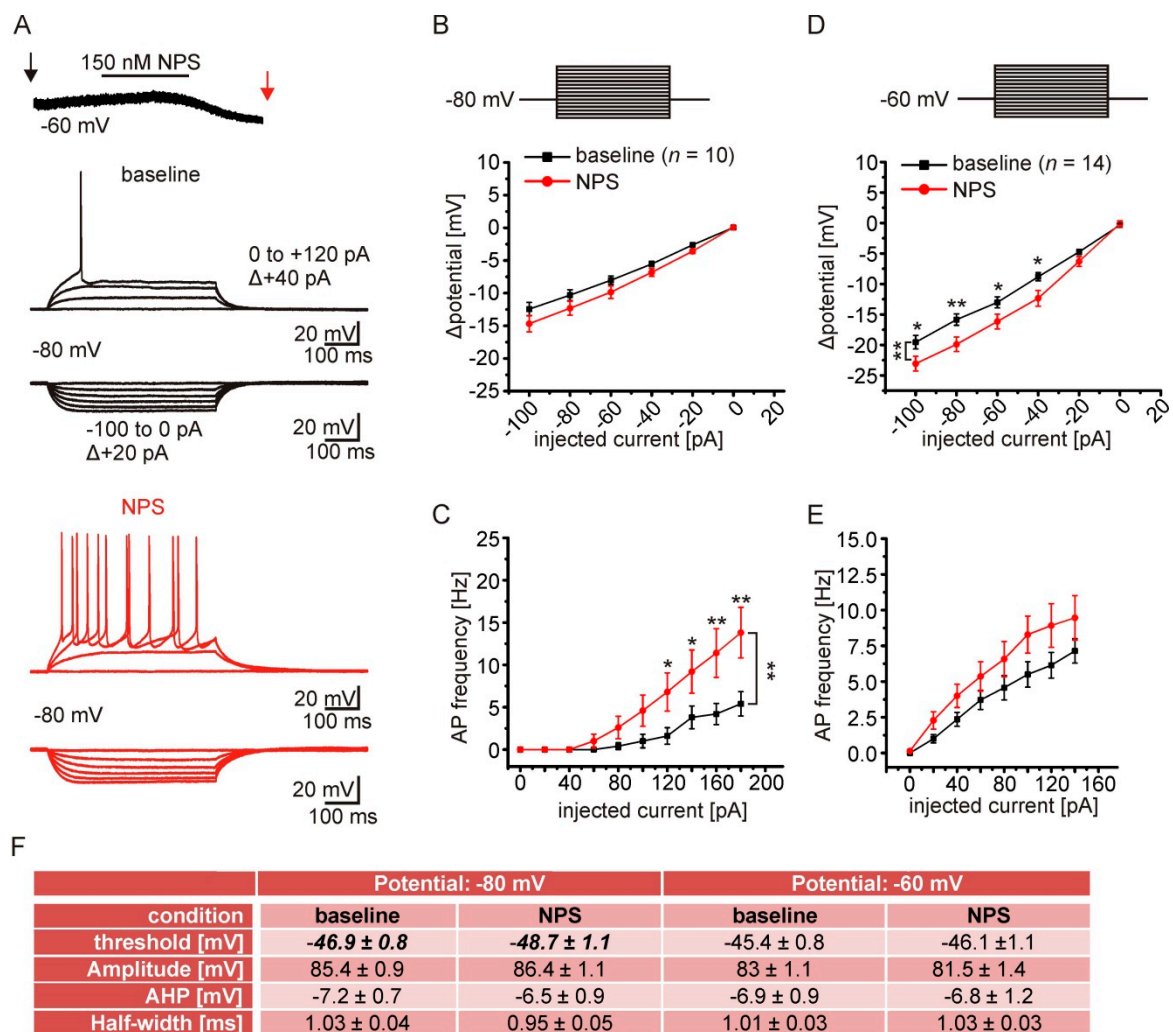 A
150 nM NPS
-60 mV
baseline
0 to +120 pA
Δ+40 pA
20 mV
100 ms
-80 mV
20 mV
100 ms
-100 to 0 pA
Δ+20 pA
NPS
20 mV
100 ms
-80 mV
20 mV
100 ms
B
-80 mV
baseline (n = 10)
NPS
10
5
0
-5
-10
-15
-20
-25
Δpotential [mV]
-100 -80 -60 -40 -20 0 20
injected current [pA]
C
25
20
15
10
5
0
AP frequency [Hz]
* * ** **
**
0 40 80 120 160 200
injected current [pA]
D
-60 mV
baseline (n = 14)
NPS
10
5
0
-5
-10
-15
-20
-25
Δpotential [mV]
* ** * *
**
-100 -80 -60 -40 -20 0 20
injected current [pA]
E
15.0
12.5
10.0
7.5
5.0
2.5
0.0
AP frequency [Hz]
0 40 80 120 160
injected current [pA]
F
Potential: -80 mV Potential: -60 mV
condition baseline NPS baseline NPS
threshold [mV] -46.9 ± 0.8 -48.7 ± 1.1 -45.4 ± 0.8 -46.1 ±1.1
Amplitude [mV] 85.4 ± 0.9 86.4 ± 1.1 83 ± 1.1 81.5 ± 1.4
AHP [mV] -7.2 ± 0.7 -6.5 ± 0.9 -6.9 ± 0.9 -6.8 ± 1.2
Half-width [ms] 1.03 ± 0.04 0.95 ± 0.05 1.01 ± 0.03 1.03 ± 0.03